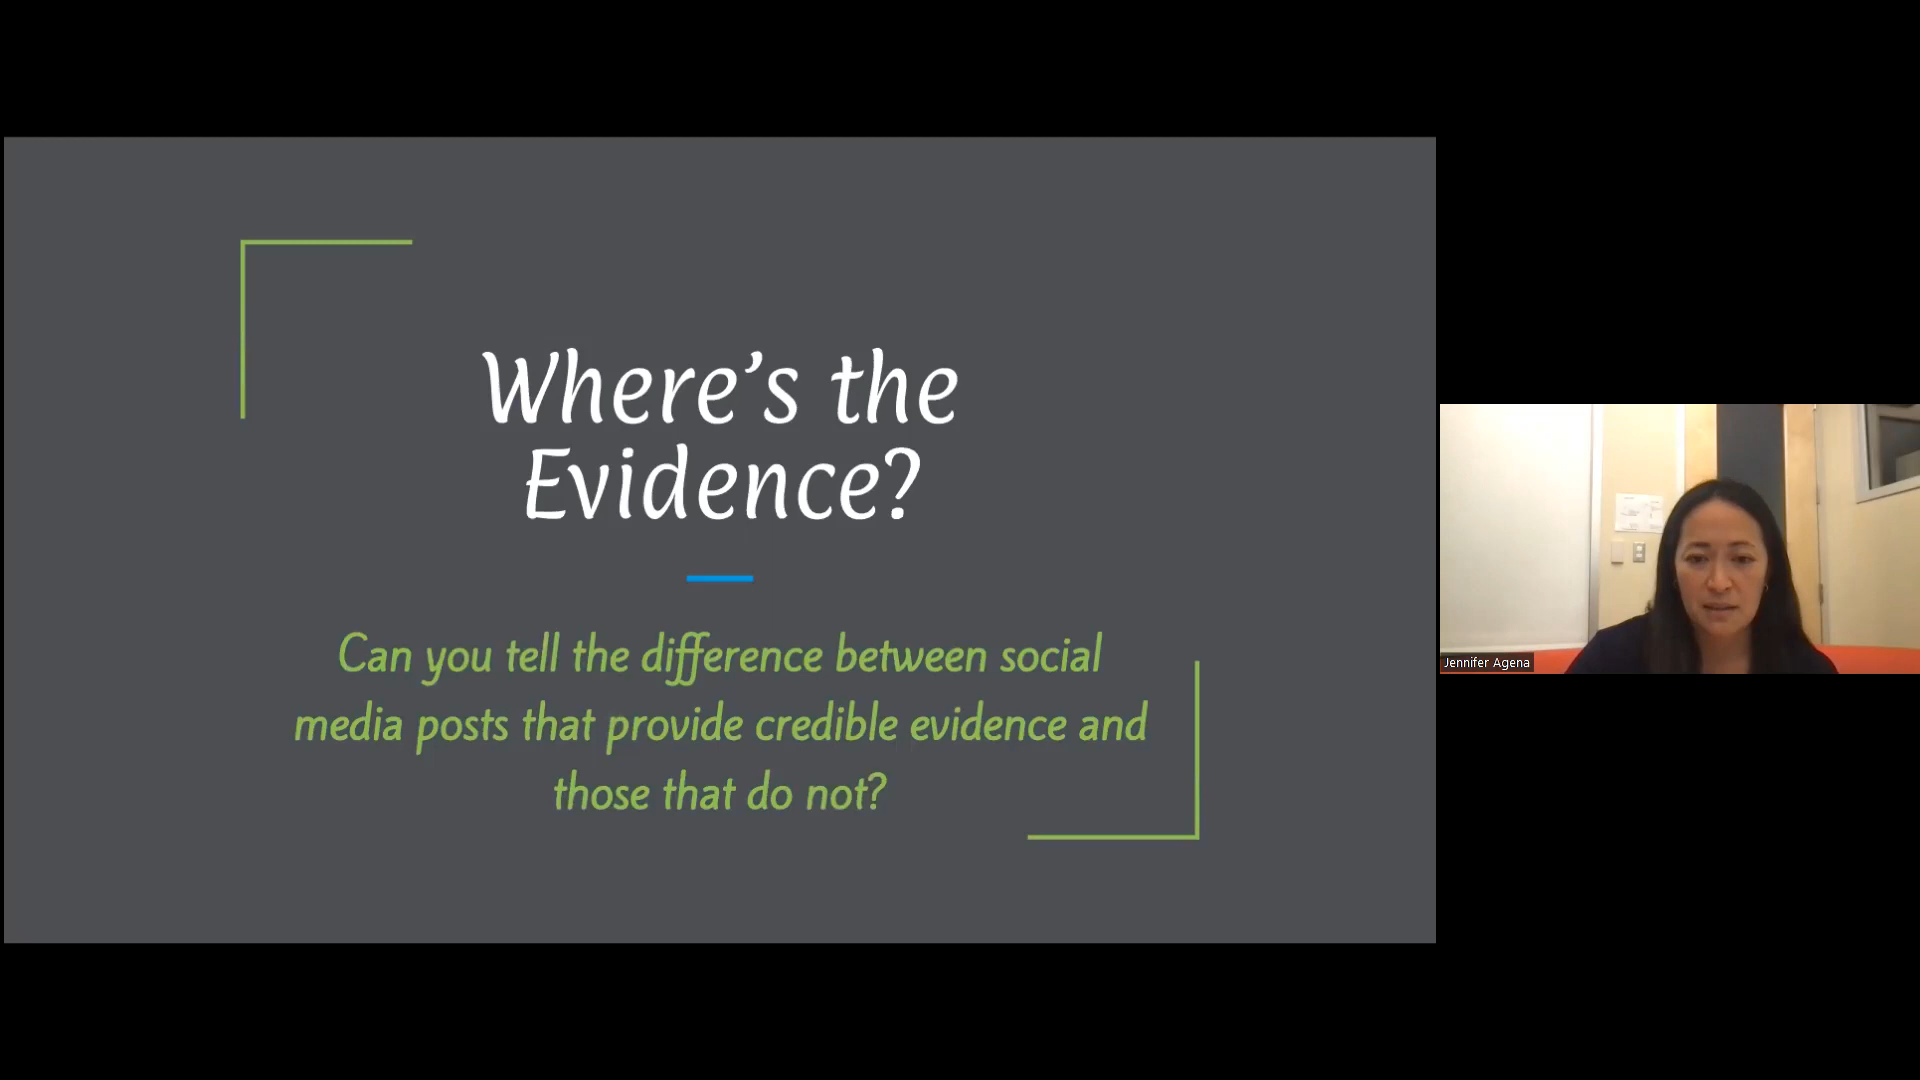 Where’s the
Evidence?
Can you tell the difference between social
media posts that provide credible evidence and
those that do not?
Jennifer Agena